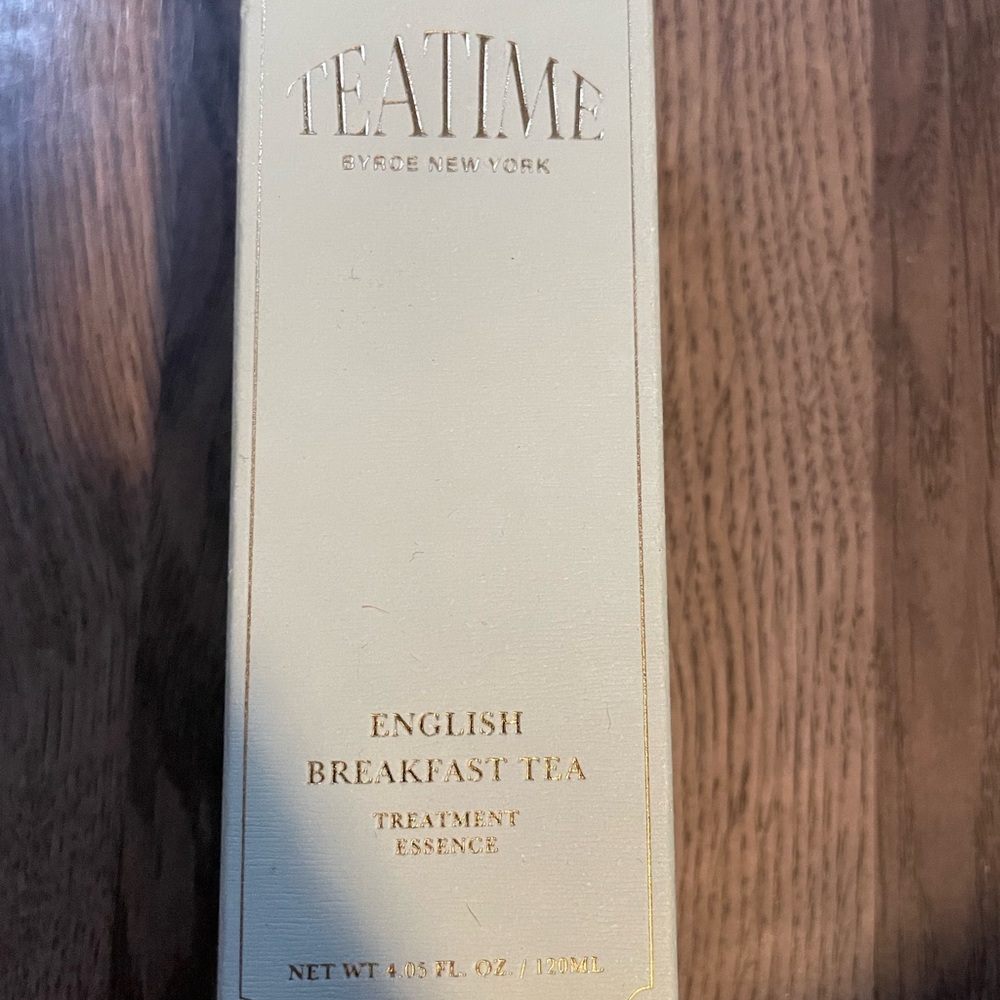 TEATIME
BYROE NEW YORK
ENGLISH
BREAKFAST TEA
TREATMENT
ESSENCE
NET WT 4.05 FL. OZ. / 120ML